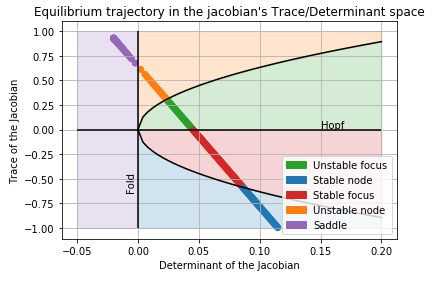 Equilibrium trajectory in the jacobian's Trace/Determinant space
Trace of the Jacobian
1.00
0.75
0.50
0.25
0.00
−0.25
−0.50
−0.75
−1.00
Hopf
Fold
Unstable focus
Stable node
Stable focus
Unstable node
Saddle
−0.05
0.00
0.05
0.10
0.15
0.20
Determinant of the Jacobian